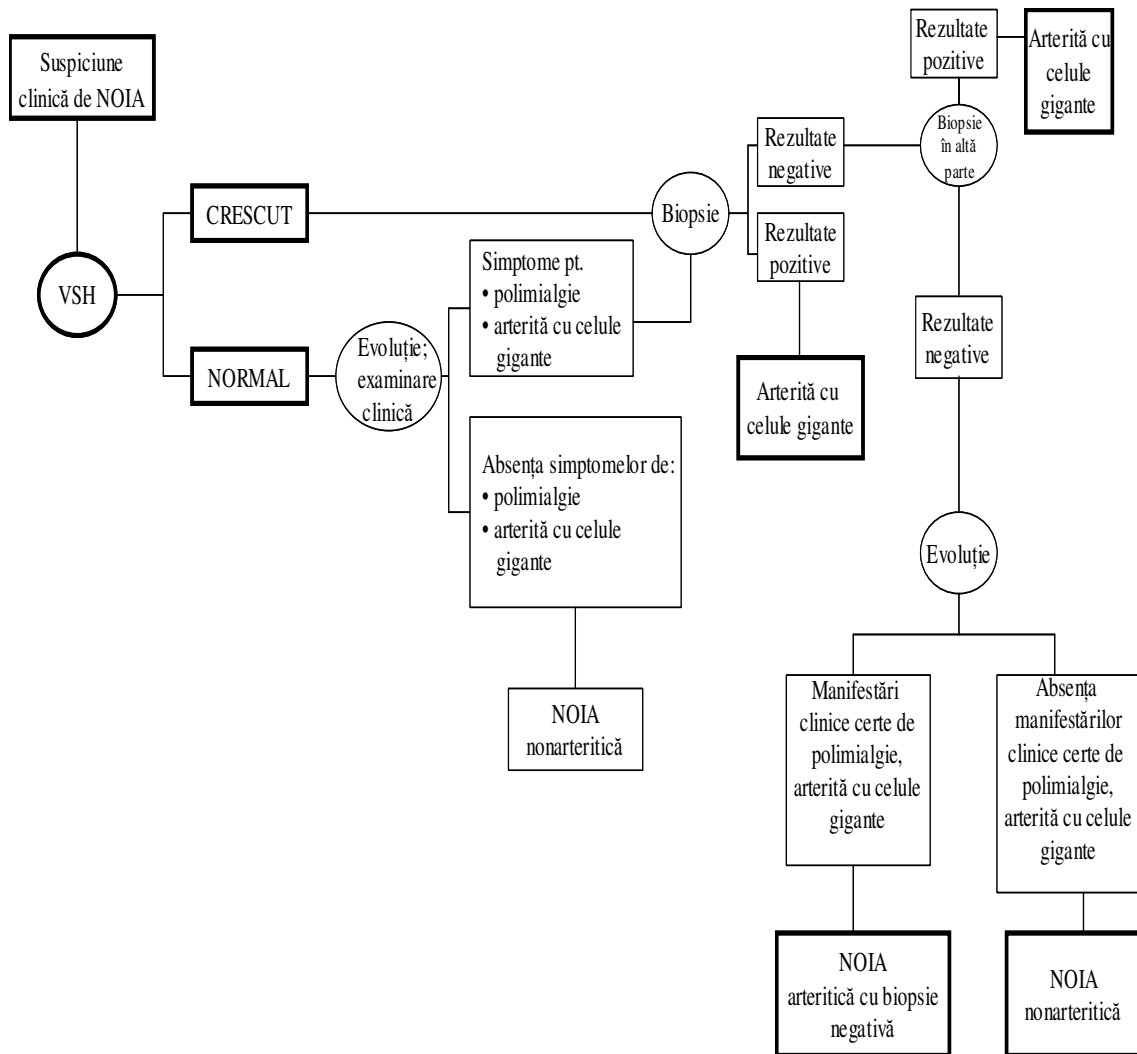 Suspiciune
clinică de NOIA
VSH
CRESCUT
NORMAL
Evoluție;
examinare
clinică
Simptome pt.
• polimialgie
• arterită cu celule
gigante
Absența simptomelor de:
• polimialgie
• arterită cu celule
gigante
NOIA
nonarteritică
Biopsie
Rezultate
negative
Rezultate
pozitive
Arterită cu
celule gigante
Biopsie
în altă
parte
Rezultate
pozitive
Arterită cu
celule
gigante
Rezultate
negative
Evoluție
Manifestări
clinice certe de
polimialgie,
arterită cu celule
gigante
Absența
manifestărilor
clinice certe de
polimialgie,
arterită cu celule
gigante
NOIA
arteritică cu biopsie
negativă
NOIA
nonarteritică